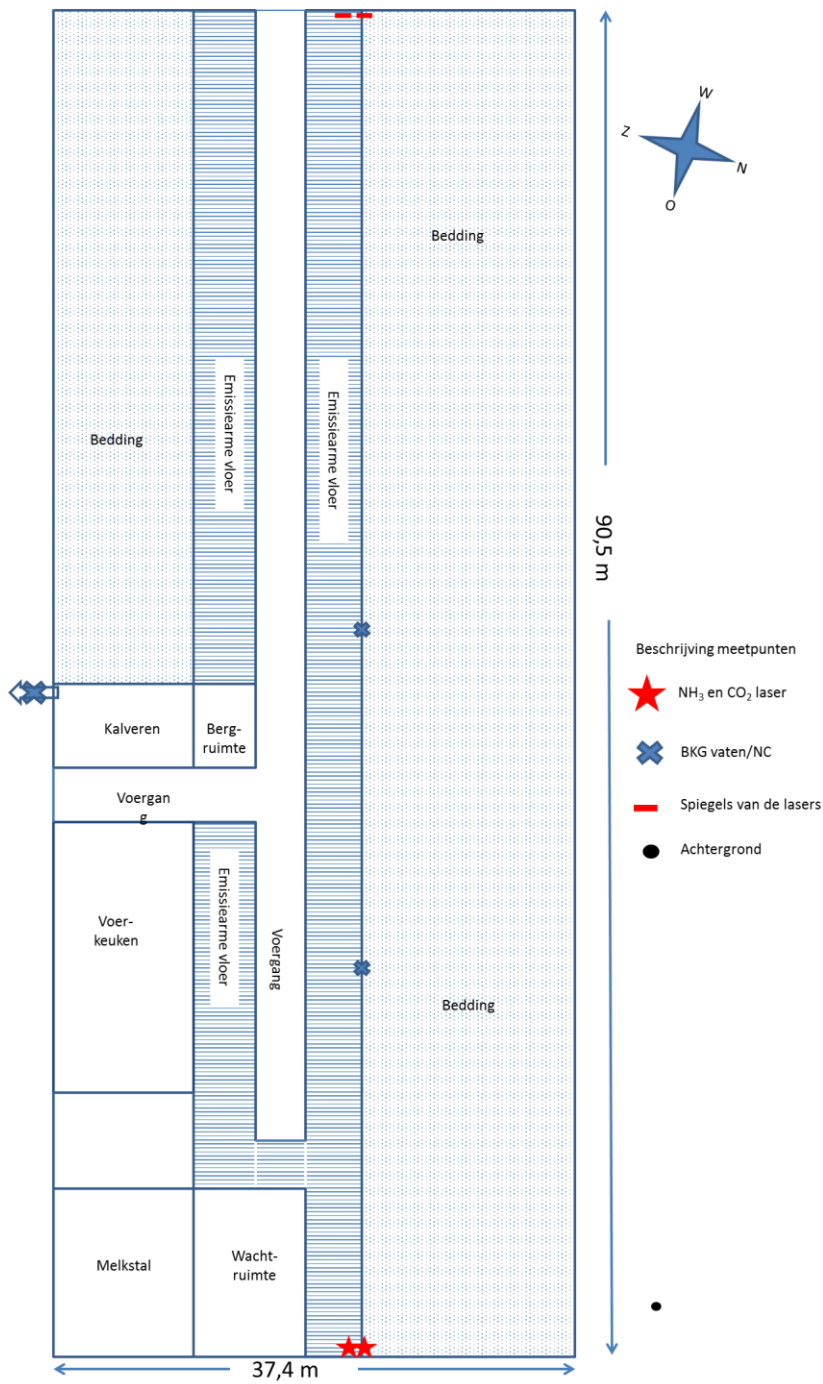 W
Z
N
O
Bedding
Emissiearme vloer
Emissiearme vloer
Bedding
90,5 m
Beschrijving meetpunten
NH₃ en CO₂ laser
Kalveren
Berg-
ruimte
BKG vaten/NC
Voergan
g
Spiegels van de lasers
Achtergrond
Voer-
keuken
Emissiearme vloer
Voergang
Bedding
Melkstal
Wacht-
ruimte
37,4 m